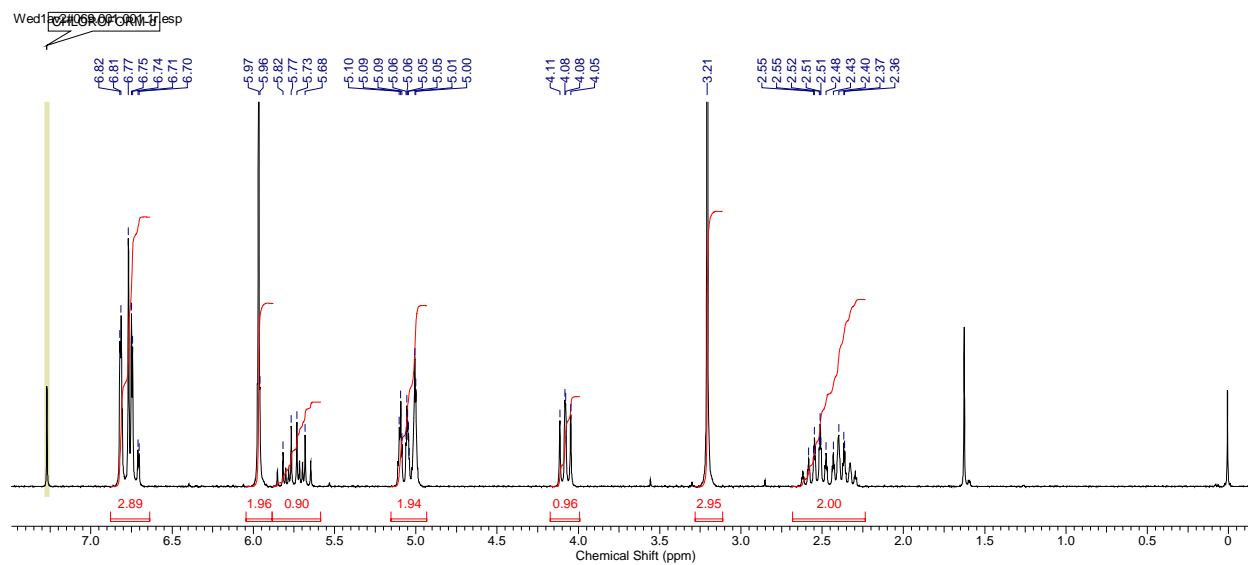 CHLOROFORM-d
6.82 6.81 6.77 6.75 6.74 6.71 6.70 5.97 5.96 5.82 5.77 5.73 5.68 5.10 5.09 5.09 5.06 5.06 5.05 5.05 5.01 5.00 4.11 4.08 4.08 4.05 3.21 2.55 2.55 2.52 2.51 2.51 2.48 2.43 2.40 2.37 2.36
2.89 1.96 0.90 1.94 0.96 2.95 2.00
7.0 6.5 6.0 5.5 5.0 4.5 4.0 3.5 3.0 2.5 2.0 1.5 1.0 0.5 0
Chemical Shift (ppm)